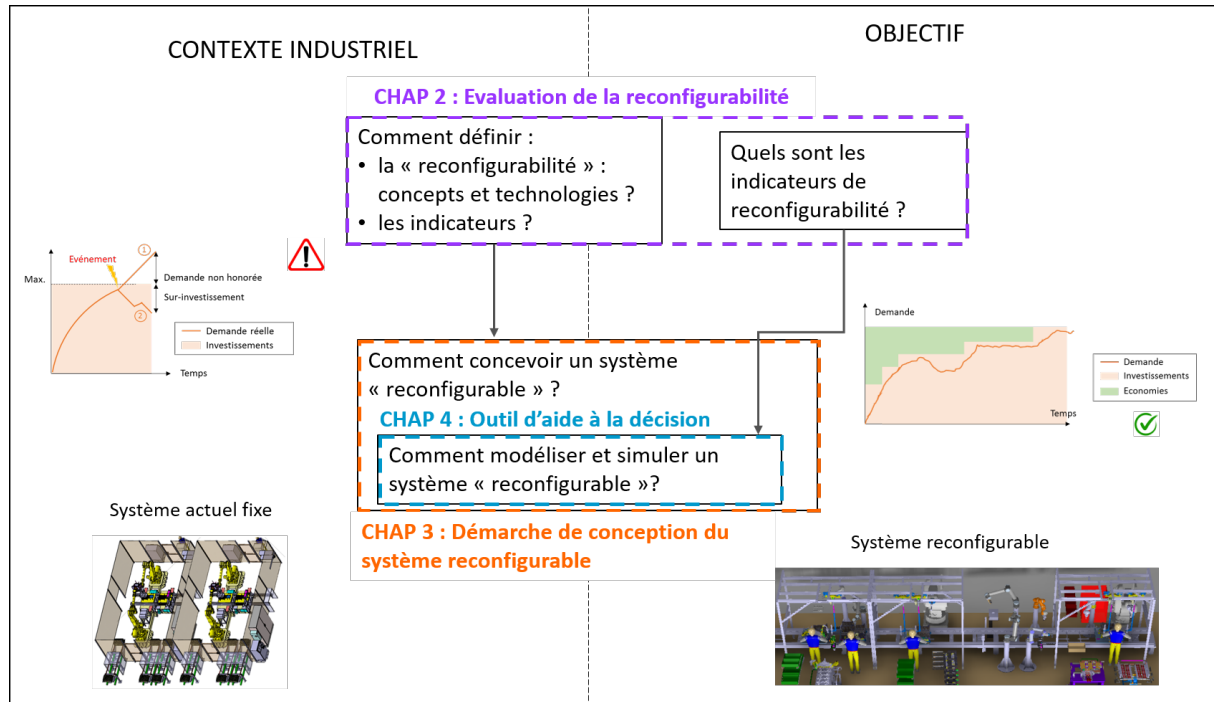 CONTEXTE INDUSTRIEL
OBJECTIF
CHAP 2 : Evaluation de la reconfigurabilité
Comment définir :
• la « reconfigurabilité » :
concepts et technologies ?
• les indicateurs ?
Quels sont les
indicateurs de
reconfigurabilité ?
Evénement
1
Max.
Demande non honorée
Sur-investissement
2
Demande réelle
Investissements
Temps
Demande
Demande
Investissements
Economies
Temps
Comment concevoir un système
« reconfigurable » ?
CHAP 4 : Outil d'aide à la décision
Comment modéliser et simuler un
système « reconfigurable »?
CHAP 3 : Démarche de conception du
système reconfigurable
Système actuel fixe
Système reconfigurable